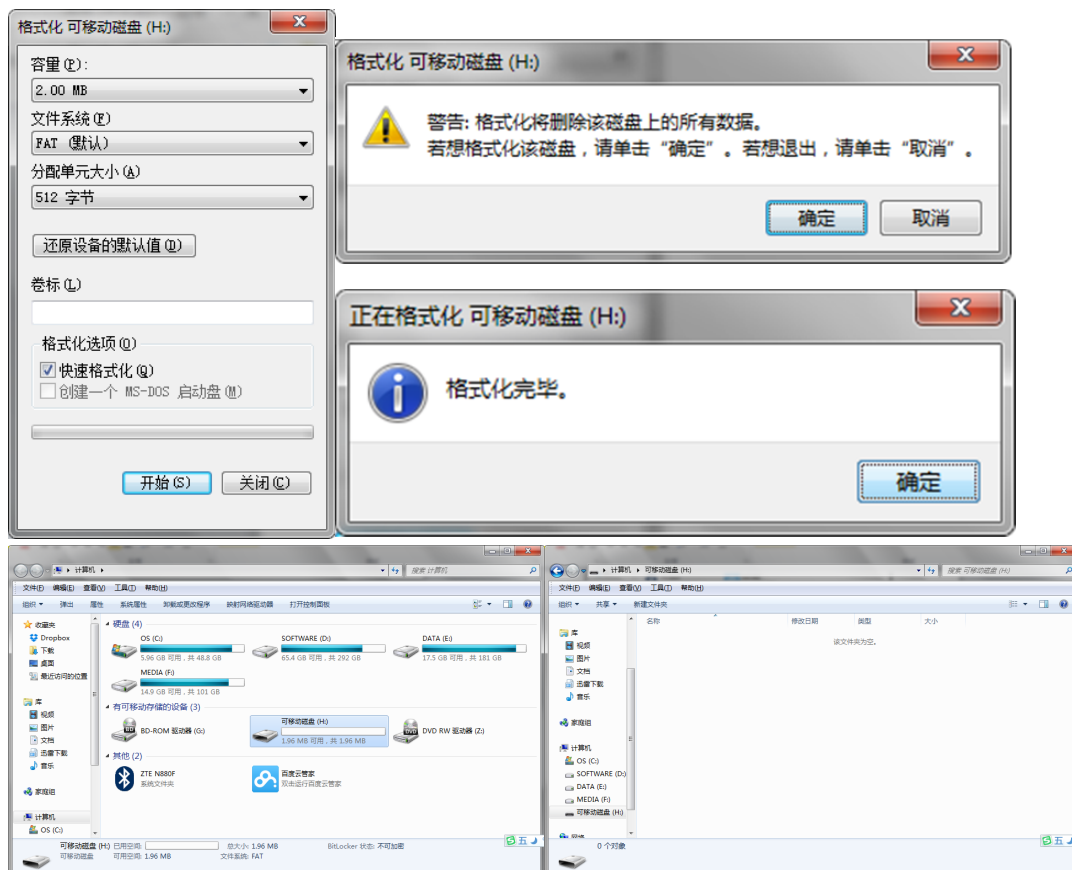 格式化 可移动磁盘 (H:)
容量(P):
2.00 MB
文件系统(F)
FAT (默认)
分配单元大小(A)
512 字节
还原设备的默认值(D)
卷标(L)
格式化选项(O)
快速格式化(Q)
创建一个 MS-DOS 启动盘(M)
开始(S) 关闭(C)
格式化 可移动磁盘 (H:)
警告: 格式化将删除该磁盘上的所有数据。
若想格式化该磁盘，请单击“确定”。若想退出，请单击“取消”。
确定 取消
正在格式化 可移动磁盘 (H:)
格式化完毕。
确定
计算机
搜索 计算机
文件(F) 编辑(E) 查看(V) 工具(T) 帮助(H)
组织 弹出 属性 系统属性 卸载或更改程序 映射网络驱动器 打开控制面板
收藏夹
Dropbox
下载
桌面
最近访问的位置
库
视频
图片
文档
迅雷下载
音乐
家庭组
计算机
OS (C:)
硬盘 (4)
OS (C:)
5.96 GB 可用，共 48.8 GB
SOFTWARE (D:)
65.4 GB 可用，共 292 GB
DATA (E:)
17.5 GB 可用，共 181 GB
MEDIA (F:)
14.9 GB 可用，共 101 GB
有可移动存储的设备 (3)
BD-ROM 驱动器 (G:)
可移动磁盘 (H:)
1.96 MB 可用，共 1.96 MB
DVD RW 驱动器 (Z:)
其他 (2)
ZTE N880F
系统文件夹
百度云管家
双击运行百度云管家
可移动磁盘 (H:) 已用空间: 总大小: 1.96 MB BitLocker 状态: 不可加密
可移动磁盘 可用空间: 1.96 MB 文件系统: FAT
五
计算机 可移动磁盘 (H:)
搜索 可移动磁盘 (H:)
文件(F) 编辑(E) 查看(V) 工具(T) 帮助(H)
组织 共享 新建文件夹
名称 修改日期 类型 大小
该文件夹为空。
库
视频
图片
文档
迅雷下载
音乐
家庭组
计算机
OS (C:)
SOFTWARE (D:)
DATA (E:)
MEDIA (F:)
可移动磁盘 (H:)
0 个对象
五